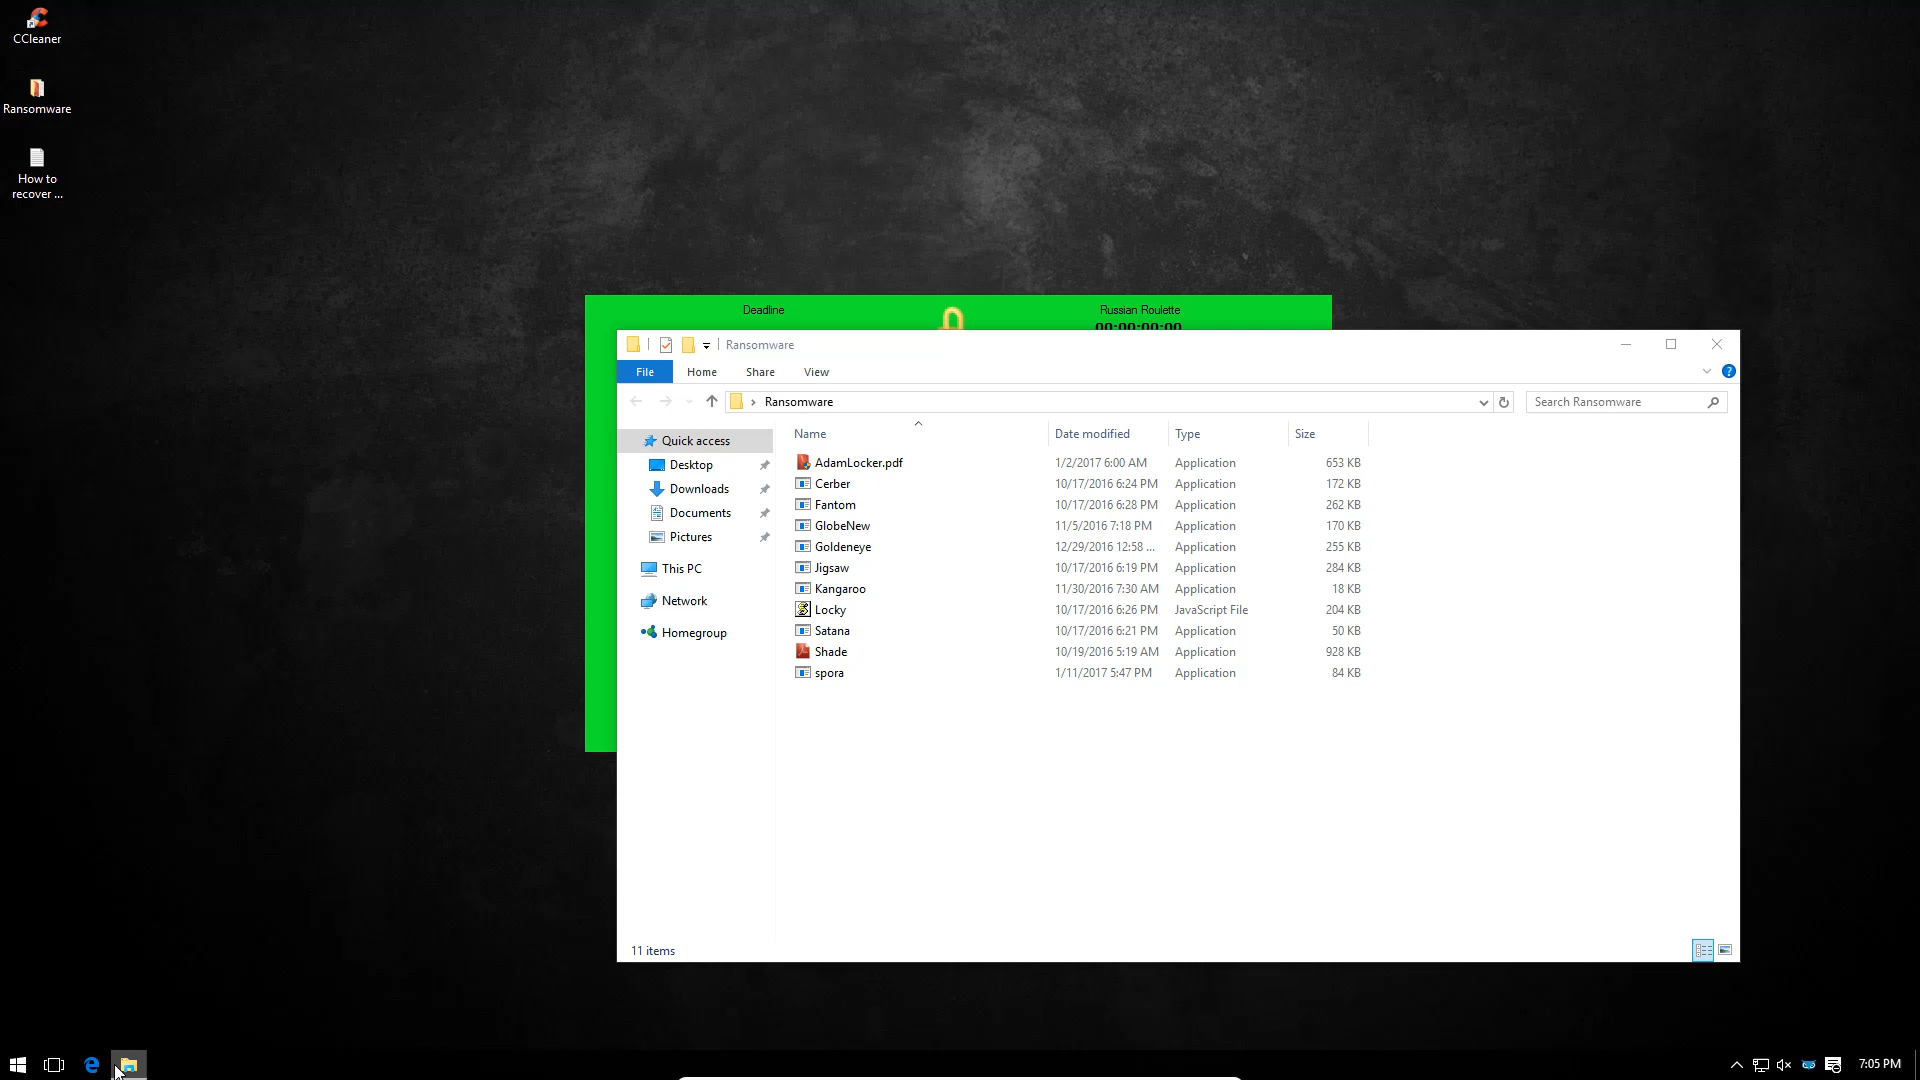 CCleaner
Ransomware
How to
recover ...
Deadline
Russian Roulette
00:00:00:00
Ransomware
File Home Share View
Ransomware
Search Ransomware
Name Date modified Type Size
Quick access
Desktop
Downloads
Documents
Pictures
This PC
Network
Homegroup
AdamLocker.pdf 1/2/2017 6:00 AM Application 653 KB
Cerber 10/17/2016 6:24 PM Application 172 KB
Fantom 10/17/2016 6:28 PM Application 262 KB
GlobeNew 11/5/2016 7:18 PM Application 170 KB
Goldeneye 12/29/2016 12:58 ... Application 255 KB
Jigsaw 10/17/2016 6:19 PM Application 284 KB
Kangaroo 11/30/2016 7:30 AM Application 18 KB
Locky 10/17/2016 6:26 PM JavaScript File 204 KB
Satana 10/17/2016 6:21 PM Application 50 KB
Shade 10/19/2016 5:19 AM Application 928 KB
spora 1/11/2017 5:47 PM Application 84 KB
11 items
7:05 PM